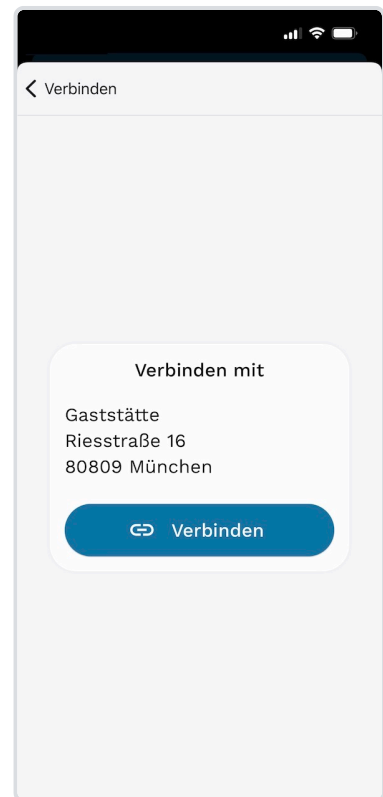 Verbinden
Verbinden mit
Gaststätte
Riesstraße 16
80809 München
Verbinden